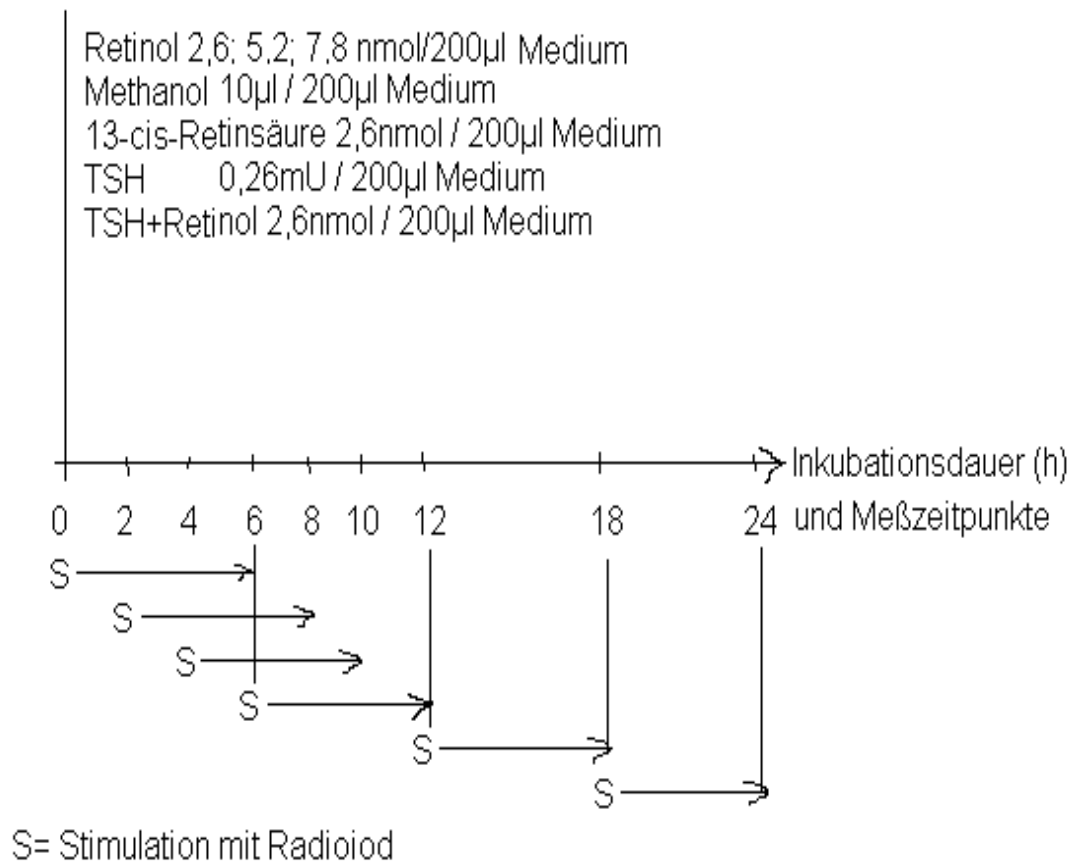 Retinol 2,6; 5,2; 7,8 nmol/200µl Medium
Methanol 10µl / 200µl Medium
13-cis-Retinsäure 2,6nmol / 200µl Medium
TSH 0,26mU / 200µl Medium
TSH+Retinol 2,6nmol / 200µl Medium
Inkubationsdauer (h)
0 2 4 6 8 10 12 18 24 und Meßzeitpunkte
S
S
S
S
S
S
S= Stimulation mit Radioiod